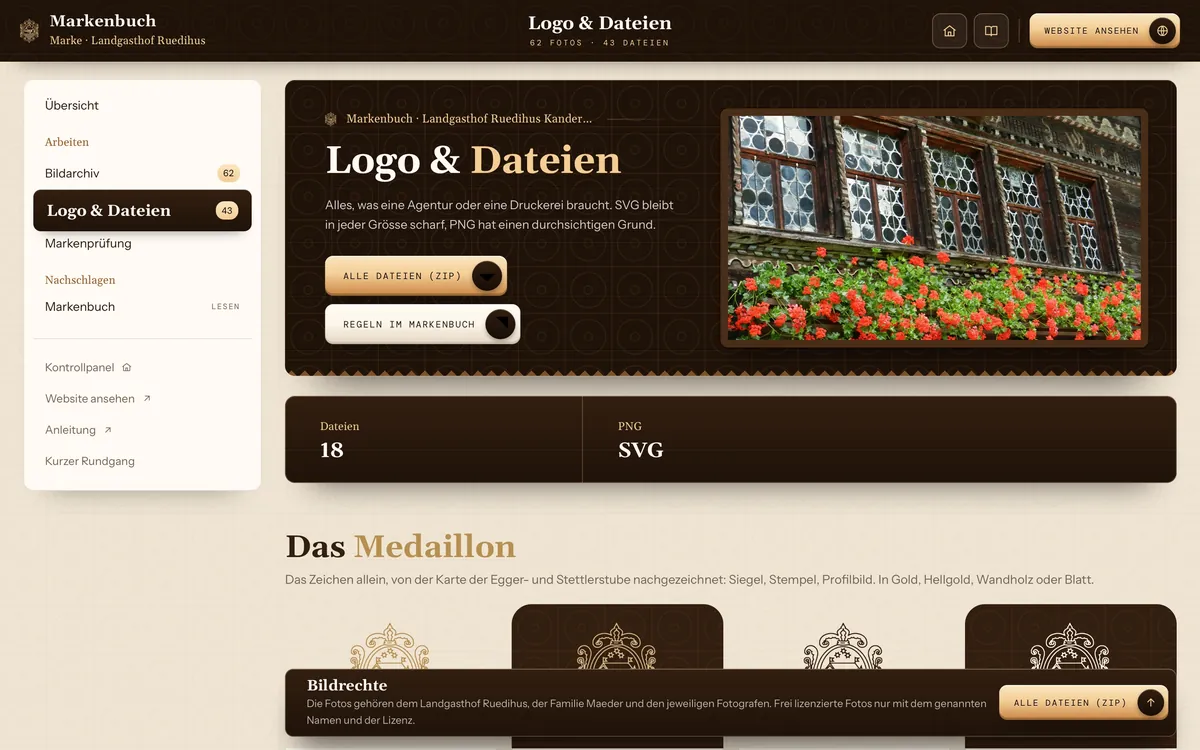 Markenbuch
Marke · Landgasthof Ruedihus
Logo & Dateien
62 FOTOS · 43 DATEIEN
WEBSITE ANSEHEN
Übersicht
Arbeiten
Bildarchiv 62
Logo & Dateien 43
Markenprüfung
Nachschlagen
Markenbuch LESEN
Kontrollpanel
Website ansehen
Anleitung
Kurzer Rundgang
Markenbuch · Landgasthof Ruedihus Kander...
Logo & Dateien
Alles, was eine Agentur oder eine Druckerei braucht. SVG bleibt
in jeder Grösse scharf, PNG hat einen durchsichtigen Grund.
ALLE DATEIEN (ZIP)
REGELN IM MARKENBUCH
Dateien
18
PNG
SVG
Das Medaillon
Das Zeichen allein, von der Karte der Egger- und Stettlerstube nachgezeichnet: Siegel, Stempel, Profilbild. In Gold, Hellgold, Wandholz oder Blatt.
Bildrechte
Die Fotos gehören dem Landgasthof Ruedihus, der Familie Maeder und den jeweiligen Fotografen. Frei lizenzierte Fotos nur mit dem genannten
Namen und der Lizenz.
ALLE DATEIEN (ZIP)